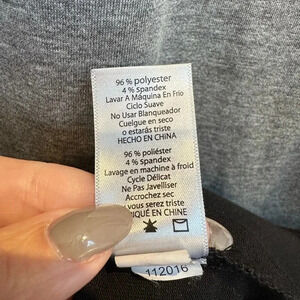 96% polyester
4% spandex
Lavar A Máquina En Frio
Ciclo Suave
No Usar Blanqueador
Cuelgue en seco
o estarás triste
HECHO EN CHINA
96% poliéster
4% spandex
Lavage en machine à froid
Cycle Délicat
Ne Pas Javelliser
Accrochez sec
vous serez triste
IQUÉ EN CHINE
112016